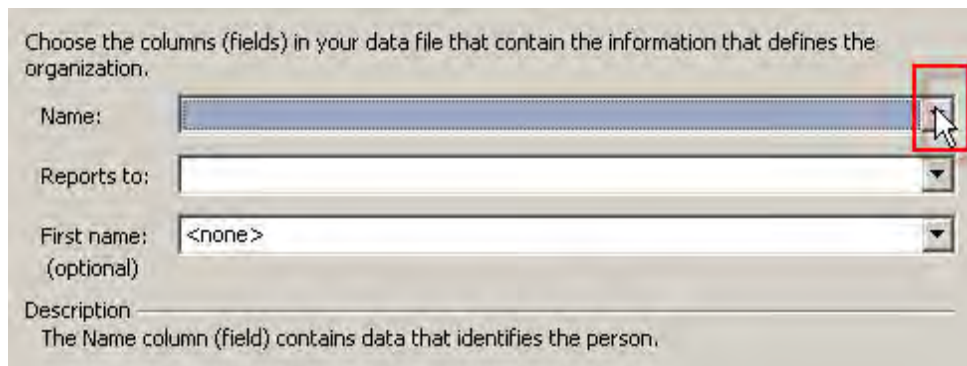 Choose the columns (fields) in your data file that contain the information that defines the
organization.
Name:
Reports to:
First name: <none>
(optional)
Description
The Name column (field) contains data that identifies the person.